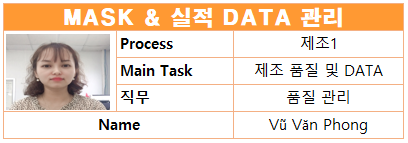 MASK & 실적 DATA 관리
Process 제조1
Main Task 제조 품질 및 DATA
직무 품질 관리
Name Vũ Văn Phong